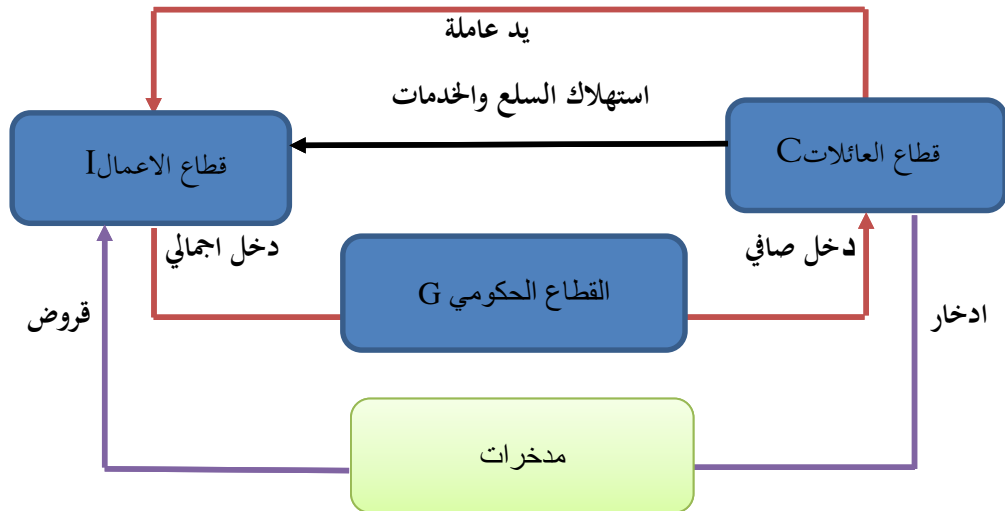 يد عاملة
استهلاك السلع والخدمات
قطاع العائلاتC
قطاع الاعمالI
دخل صافي
دخل اجمالي
القطاع الحكومي G
ادخار
قروض
مدخرات